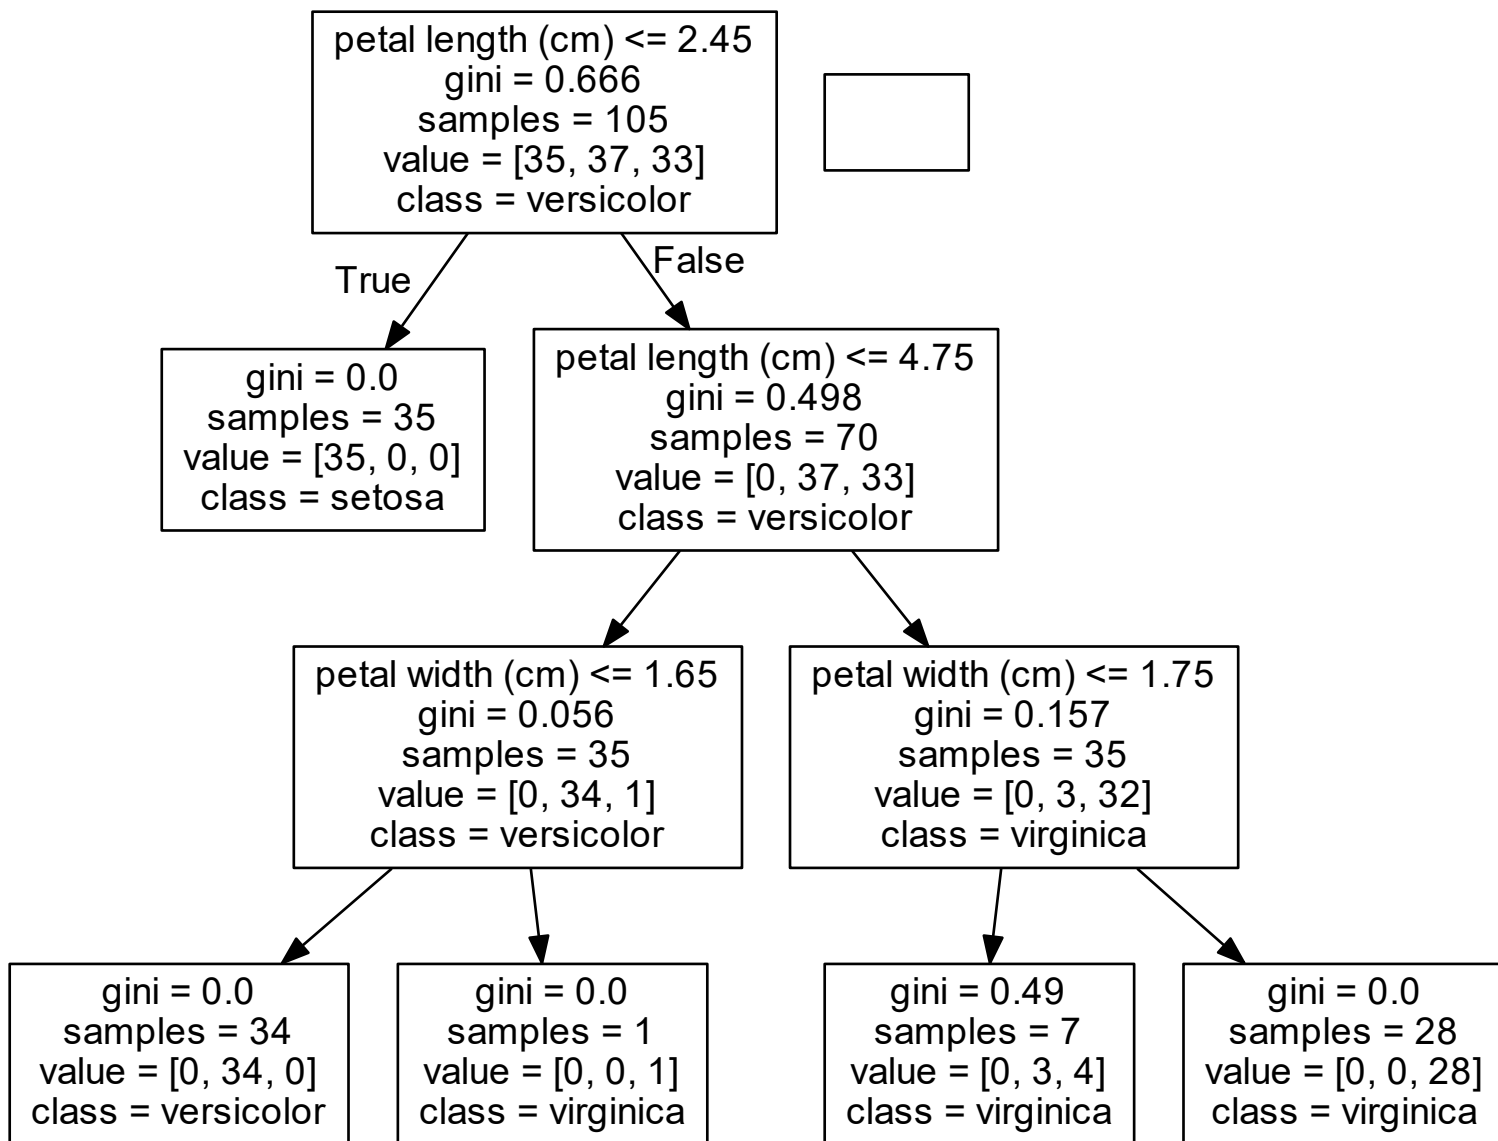 petal length (cm) <= 2.45
gini = 0.666
samples = 105
value = [35, 37, 33]
class = versicolor
True
False
gini = 0.0
samples = 35
value = [35, 0, 0]
class = setosa
petal length (cm) <= 4.75
gini = 0.498
samples = 70
value = [0, 37, 33]
class = versicolor
petal width (cm) <= 1.65
gini = 0.056
samples = 35
value = [0, 34, 1]
class = versicolor
petal width (cm) <= 1.75
gini = 0.157
samples = 35
value = [0, 3, 32]
class = virginica
gini = 0.0
samples = 34
value = [0, 34, 0]
class = versicolor
gini = 0.0
samples = 1
value = [0, 0, 1]
class = virginica
gini = 0.49
samples = 7
value = [0, 3, 4]
class = virginica
gini = 0.0
samples = 28
value = [0, 0, 28]
class = virginica